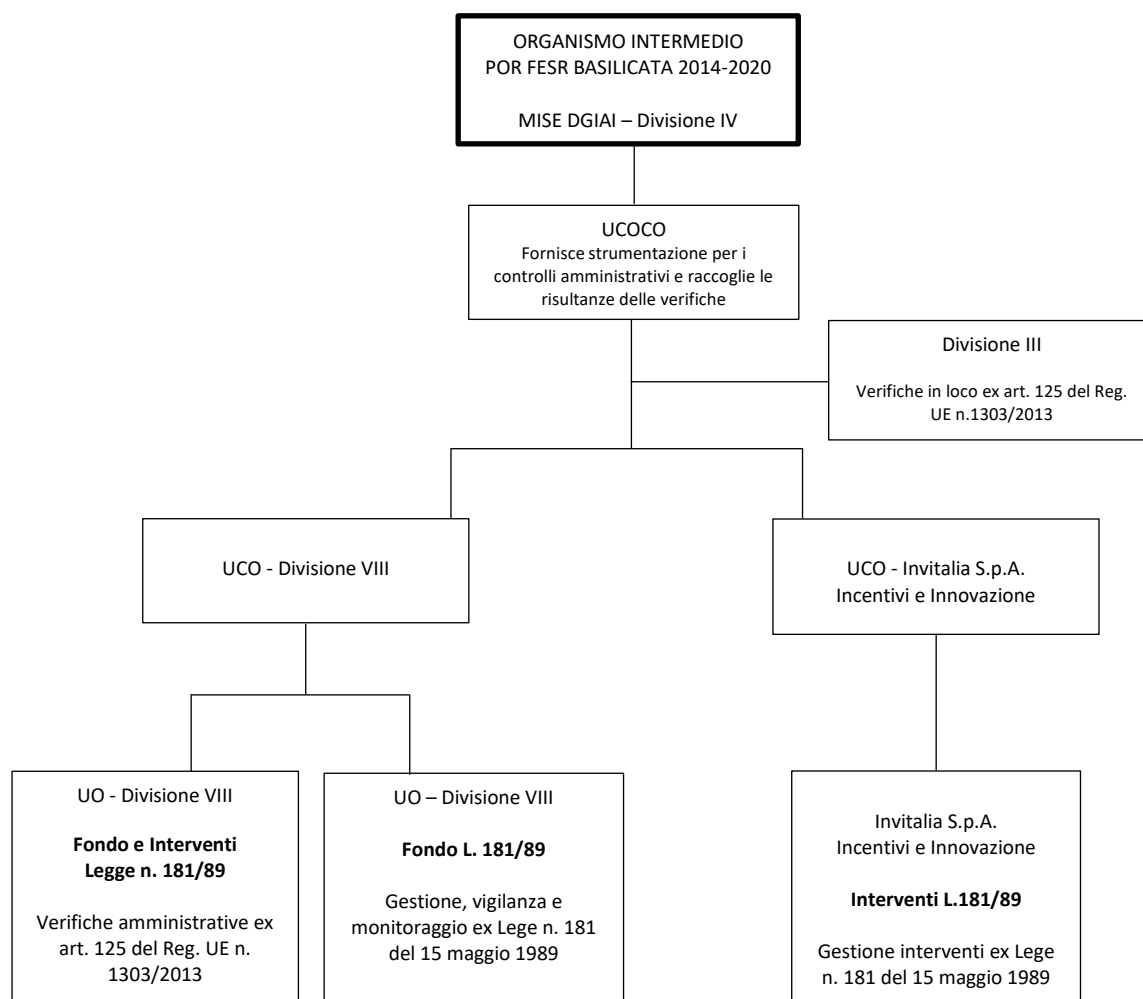 ORGANISMO INTERMEDIO
POR FESR BASILICATA 2014-2020
MISE DGIAI – Divisione IV
UCOCO
Fornisce strumentazione per i
controlli amministrativi e raccoglie le
risultanze delle verifiche
Divisione III
Verifiche in loco ex art. 125 del Reg.
UE n.1303/2013
UCO - Divisione VIII
UCO - Invitalia S.p.A.
Incentivi e Innovazione
UO - Divisione VIII
Fondo e Interventi
Legge n. 181/89
Verifiche amministrative ex
art. 125 del Reg. UE n.
1303/2013
UO – Divisione VIII
Fondo L. 181/89
Gestione, vigilanza e
monitoraggio ex Lege n. 181
del 15 maggio 1989
Invitalia S.p.A.
Incentivi e Innovazione
Interventi L.181/89
Gestione interventi ex Lege
n. 181 del 15 maggio 1989